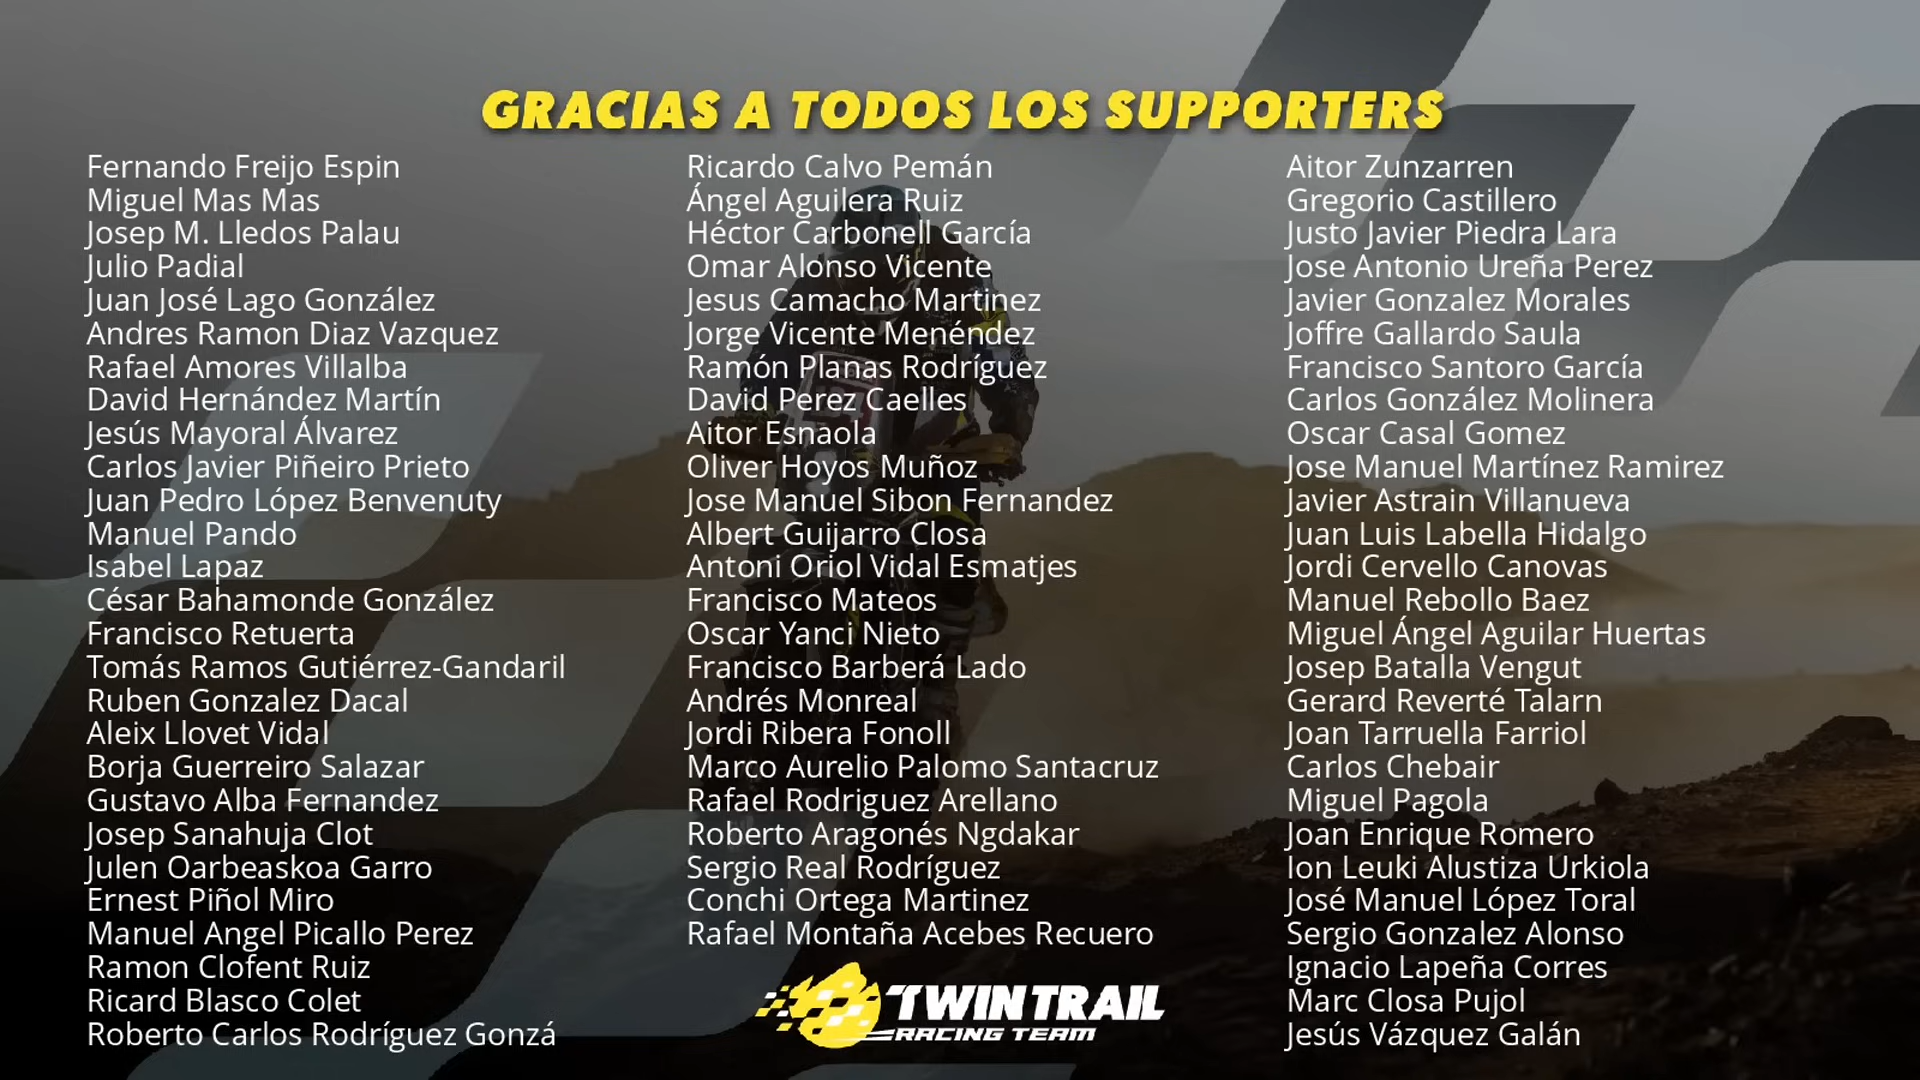 GRACIAS A TODOS LOS SUPPORTERS
Fernando Freijo Espin
Miguel Mas Mas
Josep M. Lledos Palau
Julio Padial
Juan José Lago González
Andres Ramon Diaz Vazquez
Rafael Amores Villalba
David Hernández Martín
Jesús Mayoral Álvarez
Carlos Javier Piñeiro Prieto
Juan Pedro López Benvenuty
Manuel Pando
Isabel Lapaz
César Bahamonde González
Francisco Retuerta
Tomás Ramos Gutiérrez-Gandaril
Ruben Gonzalez Dacal
Aleix Llovet Vidal
Borja Guerreiro Salazar
Gustavo Alba Fernandez
Josep Sanahuja Clot
Julen Oarbeaskoa Garro
Ernest Piñol Miro
Manuel Angel Picallo Perez
Ramon Clofent Ruiz
Ricard Blasco Colet
Roberto Carlos Rodríguez Gonzá
Ricardo Calvo Pemán
Ángel Aguilera Ruiz
Héctor Carbonell García
Omar Alonso Vicente
Jesus Camacho Martinez
Jorge Vicente Menéndez
Ramón Planas Rodríguez
David Perez Caelles
Aitor Esnaola
Oliver Hoyos Muñoz
Jose Manuel Sibon Fernandez
Albert Guijarro Closa
Antoni Oriol Vidal Esmatjes
Francisco Mateos
Oscar Yanci Nieto
Francisco Barberá Lado
Andrés Monreal
Jordi Ribera Fonoll
Marco Aurelio Palomo Santacruz
Rafael Rodriguez Arellano
Roberto Aragonés Ngdakar
Sergio Real Rodríguez
Conchi Ortega Martinez
Rafael Montaña Acebes Recuero
TWINTRAIL
RACING TEAM
Aitor Zunzarren
Gregorio Castillero
Justo Javier Piedra Lara
Jose Antonio Ureña Perez
Javier Gonzalez Morales
Joffre Gallardo Saula
Francisco Santoro García
Carlos González Molinera
Oscar Casal Gomez
Jose Manuel Martínez Ramirez
Javier Astrain Villanueva
Juan Luis Labella Hidalgo
Jordi Cervello Canovas
Manuel Rebollo Baez
Miguel Ángel Aguilar Huertas
Josep Batalla Vengut
Gerard Reverté Talarn
Joan Tarruella Farriol
Carlos Chebair
Miguel Pagola
Joan Enrique Romero
Ion Leuki Alustiza Urkiola
José Manuel López Toral
Sergio Gonzalez Alonso
Ignacio Lapeña Corres
Marc Closa Pujol
Jesús Vázquez Galán